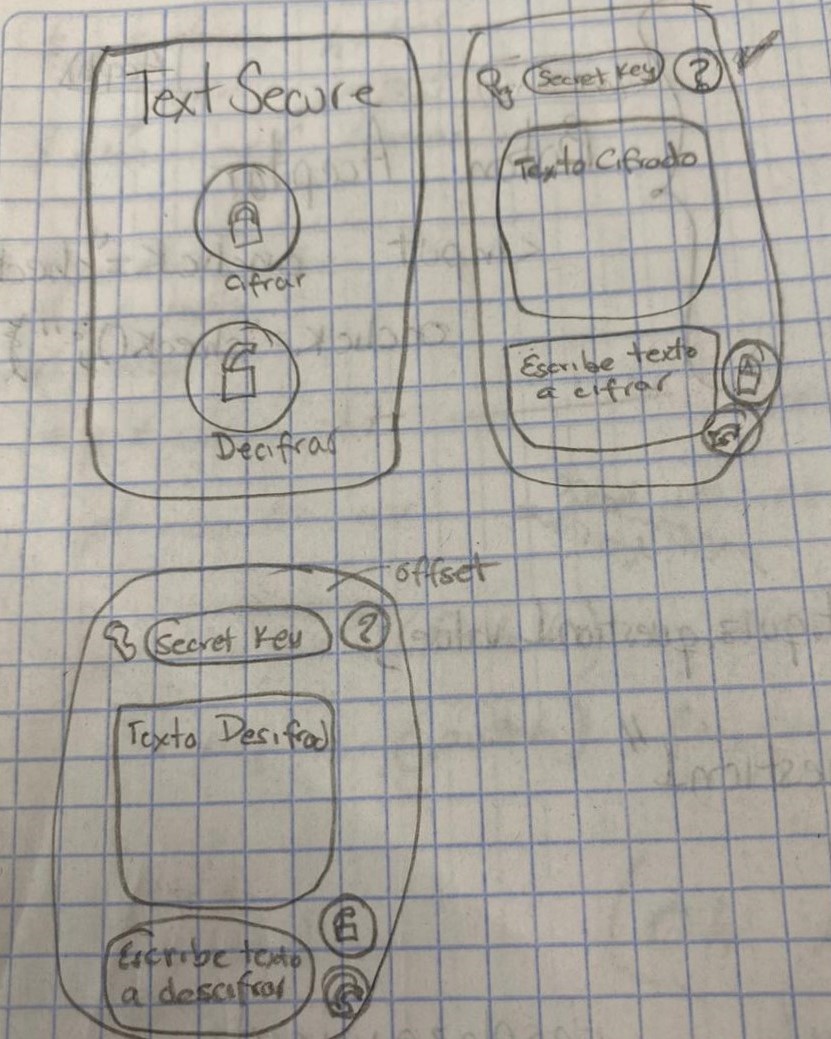 Text Secure
Cifrar
Decifrar
Secret Key ?
Texto Cifrado
Escribe texto
a cifrar
offset
Secret Key ?
Texto Desifrad
Escribe texto
a descifrar